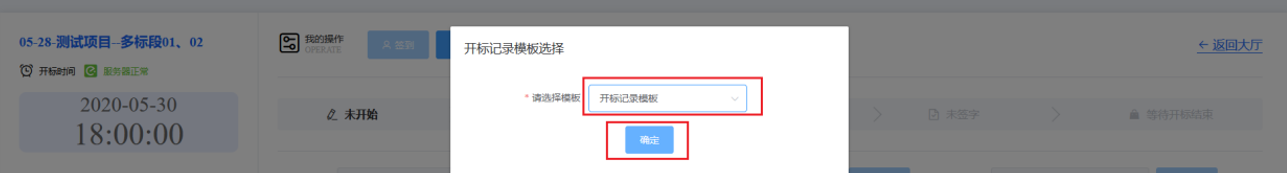 05-28-测试项目--多标段01、02
开标时间 服务器正常
2020-05-30
18:00:00
我的操作
OPERATE
签到
← 返回大厅
未开始
未签字
等待开标结束
开标记录模板选择
* 请选择模板 开标记录模板
确定